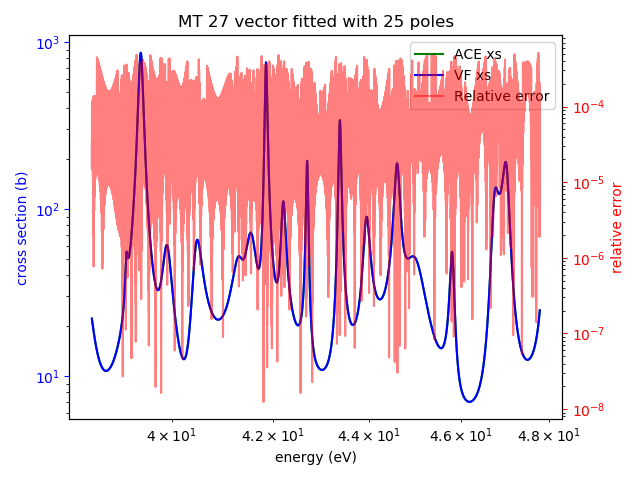 MT 27 vector fitted with 25 poles
ACE xs
VF xs
Relative error
cross section (b)
10³
10²
10¹
relative error
10⁻⁴
10⁻⁵
10⁻⁶
10⁻⁷
10⁻⁸
4 × 10¹ 4.2 × 10¹ 4.4 × 10¹ 4.6 × 10¹ 4.8 × 10¹
energy (eV)